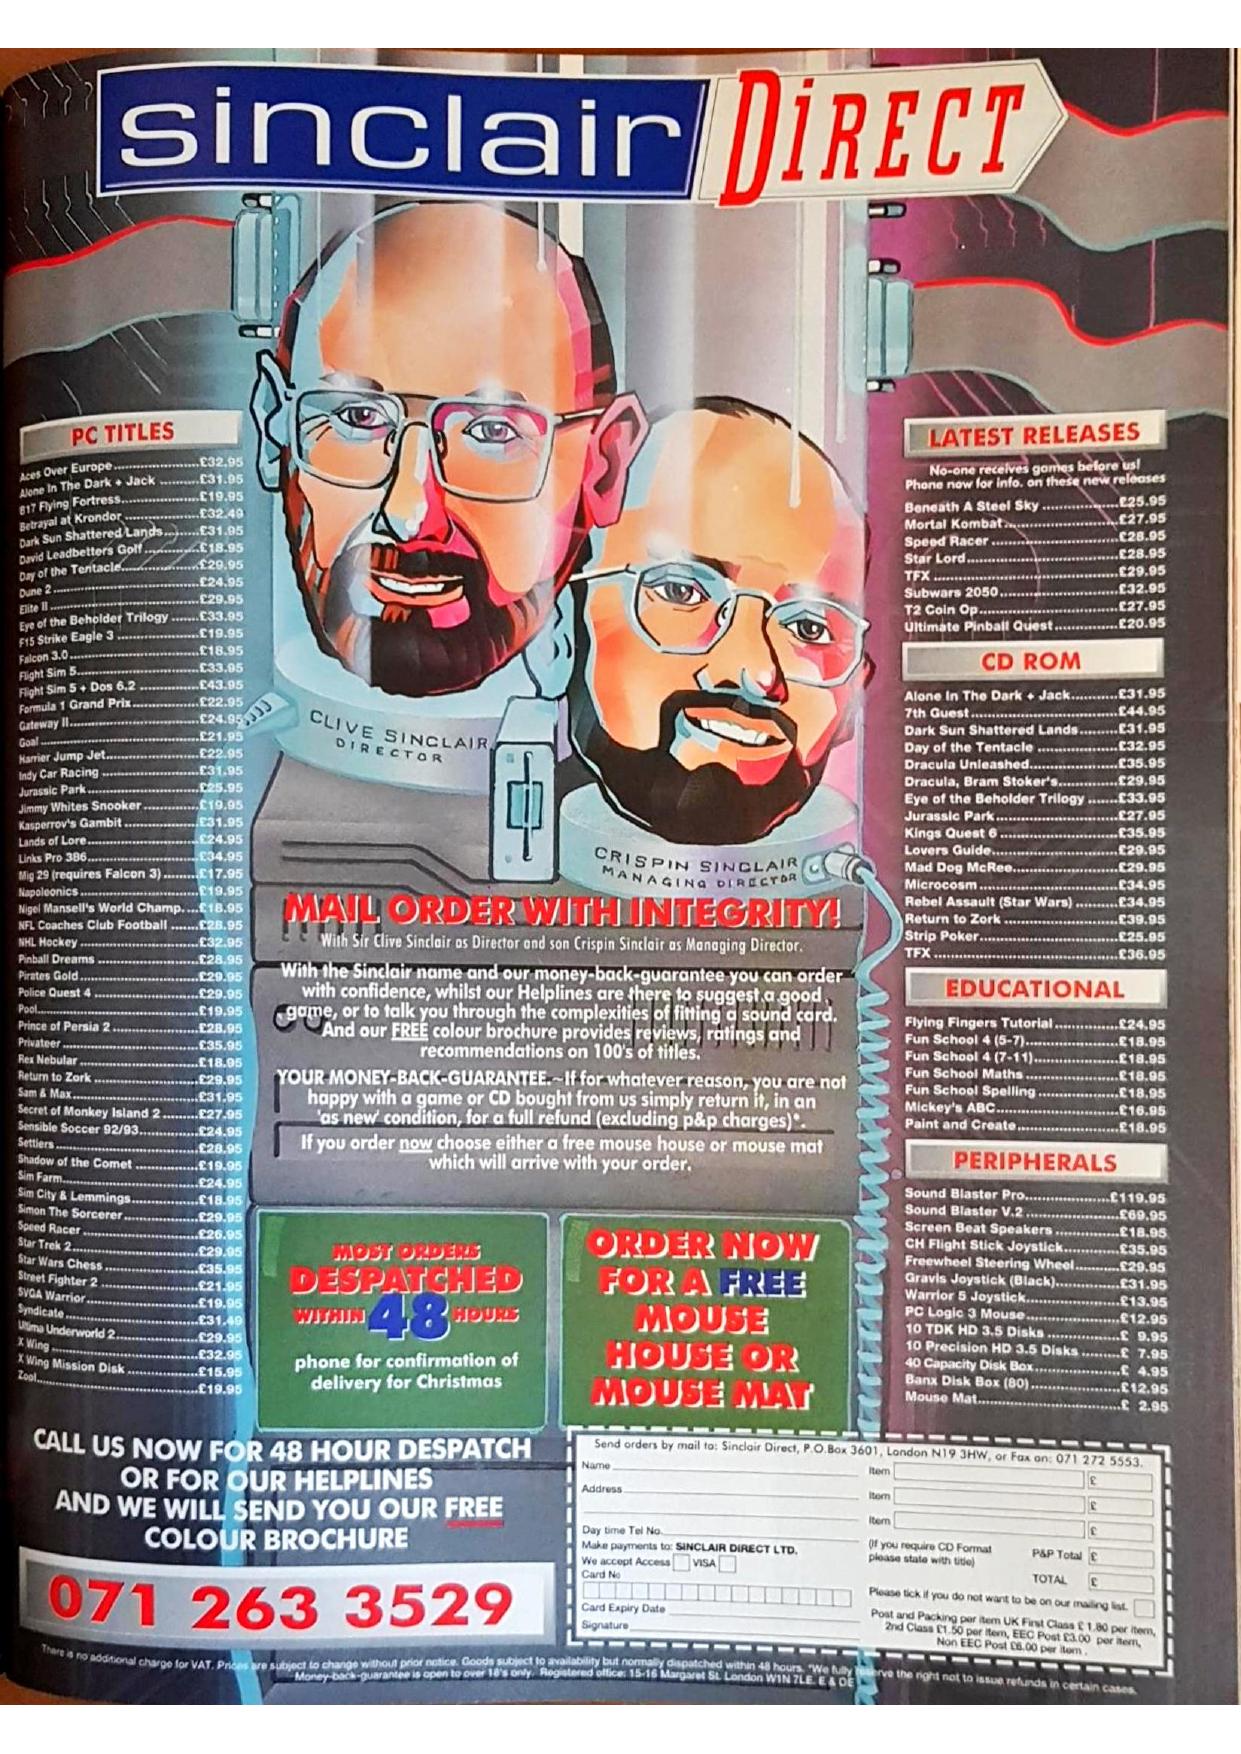 sinclair DIRECT
CLIVE SINCLAIR
DIRECTOR
CRISPIN SINCLAIR
MANAGING DIRECTOR
PC TITLES
Aces Over Europe.....................£32.95
Alone In The Dark + Jack ..........£31.95
B17 Flying Fortress...................£19.95
Betrayal at Krondor ..................£32.49
Dark Sun Shattered Lands.........£31.95
David Leadbetters Golf .............£18.95
Day of the Tentacle...................£29.95
Dune 2 ....................................£24.95
Elite II .....................................£29.95
Eye of the Beholder Trilogy .......£33.95
F15 Strike Eagle 3 ....................£19.95
Falcon 3.0................................£18.95
Flight Sim 5..............................£33.95
Flight Sim 5 + Dos 6.2 ..............£43.95
Formula 1 Grand Prix................£22.95
Gateway II................................£24.95
Goal ........................................£21.95
Harrier Jump Jet.......................£22.95
Indy Car Racing .......................£31.95
Jurassic Park............................£25.95
Jimmy Whites Snooker .............£19.95
Kasperrov's Gambit ..................£31.95
Lands of Lore...........................£24.95
Links Pro 386...........................£34.95
Mig 29 (requires Falcon 3) ........£17.95
Napoleonics .............................£19.95
Nigel Mansell's World Champ....£18.95
NFL Coaches Club Football ......£28.95
NHL Hockey ............................£32.95
Pinball Dreams .........................£28.95
Pirates Gold .............................£29.95
Police Quest 4 ..........................£29.95
Pool.........................................£19.95
Prince of Persia 2 .....................£28.95
Privateer ..................................£35.95
Rex Nebular .............................£18.95
Return to Zork ..........................£29.95
Sam & Max...............................£31.95
Secret of Monkey Island 2 .........£27.95
Sensible Soccer 92/93...............£24.95
Settlers ....................................£28.95
Shadow of the Comet ................£19.95
Sim Farm..................................£24.95
Sim City & Lemmings................£18.95
Simon The Sorcerer...................£29.95
Speed Racer .............................£26.95
Star Trek 2................................£29.95
Star Wars Chess .......................£35.95
Street Fighter 2 .........................£21.95
SVGA Warrior...........................£19.95
Syndicate..................................£31.49
Ultima Underworld 2..................£29.95
X Wing .....................................£32.95
X Wing Mission Disk .................£15.95
Zool..........................................£19.95
MAIL ORDER WITH INTEGRITY!
With Sir Clive Sinclair as Director and son Crispin Sinclair as Managing Director.
With the Sinclair name and our money-back-guarantee you can order
with confidence, whilst our Helplines are there to suggest a good
game, or to talk you through the complexities of fitting a sound card.
And our FREE colour brochure provides reviews, ratings and
recommendations on 100's of titles.
YOUR MONEY-BACK-GUARANTEE.~If for whatever reason, you are not
happy with a game or CD bought from us simply return it, in an
'as new' condition, for a full refund (excluding p&p charges)*.
If you order now choose either a free mouse house or mouse mat
which will arrive with your order.
MOST ORDERS
DESPATCHED
WITHIN 48 HOURS
phone for confirmation of
delivery for Christmas
ORDER NOW
FOR A FREE
MOUSE
HOUSE OR
MOUSE MAT
LATEST RELEASES
No-one receives games before us!
Phone now for info. on these new releases
Beneath A Steel Sky ................£25.95
Mortal Kombat........................£27.95
Speed Racer ...........................£28.95
Star Lord.................................£28.95
TFX ........................................£29.95
Subwars 2050..........................£32.95
T2 Coin Op..............................£27.95
Ultimate Pinball Quest..............£20.95
CD ROM
Alone In The Dark + Jack..........£31.95
7th Guest.................................£44.95
Dark Sun Shattered Lands........£31.95
Day of the Tentacle ..................£32.95
Dracula Unleashed...................£35.95
Dracula, Bram Stoker's.............£29.95
Eye of the Beholder Trilogy ......£33.95
Jurassic Park...........................£27.95
Kings Quest 6 ..........................£35.95
Lovers Guide............................£29.95
Mad Dog McRee.......................£29.95
Microcosm ...............................£34.95
Rebel Assault (Star Wars) .........£34.95
Return to Zork ..........................£39.95
Strip Poker...............................£25.95
TFX .........................................£36.95
EDUCATIONAL
Flying Fingers Tutorial ..............£24.95
Fun School 4 (5-7) ...................£18.95
Fun School 4 (7-11)..................£18.95
Fun School Maths ....................£18.95
Fun School Spelling .................£18.95
Mickey's ABC...........................£16.95
Paint and Create.......................£18.95
PERIPHERALS
Sound Blaster Pro....................£119.95
Sound Blaster V.2 ....................£69.95
Screen Beat Speakers ..............£18.95
CH Flight Stick Joystick.............£35.95
Freewheel Steering Wheel.........£29.95
Gravis Joystick (Black)..............£31.95
Warrior 5 Joystick.....................£13.95
PC Logic 3 Mouse.....................£12.95
10 TDK HD 3.5 Disks ................£ 9.95
10 Precision HD 3.5 Disks .........£ 7.95
40 Capacity Disk Box.................£ 4.95
Banx Disk Box (80)....................£12.95
Mouse Mat................................£ 2.95
CALL US NOW FOR 48 HOUR DESPATCH
OR FOR OUR HELPLINES
AND WE WILL SEND YOU OUR FREE
COLOUR BROCHURE
071 263 3529
Send orders by mail to: Sinclair Direct, P.O.Box 3601, London N19 3HW, or Fax on: 071 272 5553.
Name
Address
Day time Tel No.
Make payments to: SINCLAIR DIRECT LTD.
We accept Access VISA
Card No
Card Expiry Date
Signature
Item £
Item £
Item £
(If you require CD Format
please state with title)
P&P Total £
TOTAL £
Please tick if you do not want to be on our mailing list.
Post and Packing per item UK First Class £ 1.80 per item,
2nd Class £1.50 per item, EEC Post £3.00 per item,
Non EEC Post £6.00 per item .
There is no additional charge for VAT. Prices are subject to change without prior notice. Goods subject to availability but normally dispatched within 48 hours. *We fully reserve the right not to issue refunds in certain cases.
Money-back-guarantee is open to over 18's only. Registered office: 15-16 Margaret St. London W1N 7LE. E & OE